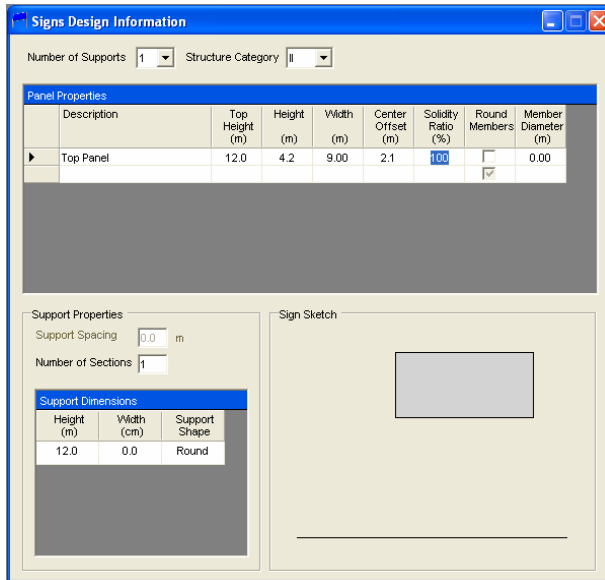 Signs Design Information
Number of Supports 1 Structure Category II
Panel Properties
Description Top Height (m) Height (m) Width (m) Center Offset (m) Solidity Ratio (%) Round Members Member Diameter (m)
Top Panel 12.0 4.2 9.00 2.1 100 0.00
Support Properties
Support Spacing 0.0 m
Number of Sections 1
Support Dimensions
Height (m) Width (cm) Support Shape
12.0 0.0 Round
Sign Sketch